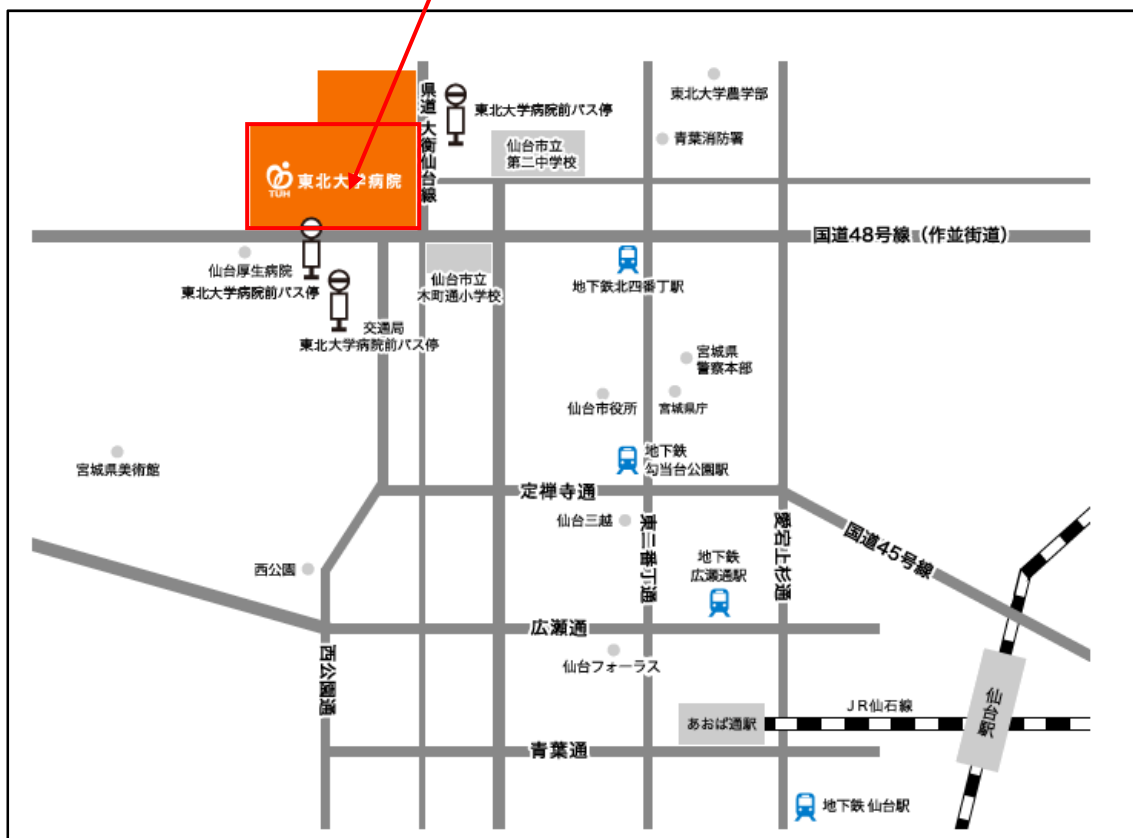 東北大学農学部
県道 大衡仙台線
東北大学病院前バス停
青葉消防署
仙台市立
第二中学校
TUH
東北大学病院
国道48号線（作並街道）
仙台厚生病院
東北大学病院前バス停
仙台市立
木町通小学校
地下鉄北四番丁駅
交通局
東北大学病院前バス停
宮城県
警察本部
仙台市役所
宮城県庁
宮城県美術館
地下鉄
勾当台公園駅
定禅寺通
仙台三越
東二番丁通
愛宕上杉通
国道45号線
地下鉄
広瀬通駅
西公園
広瀬通
西公園通
仙台フォーラス
仙台駅
JR仙石線
あおば通駅
青葉通
地下鉄 仙台駅